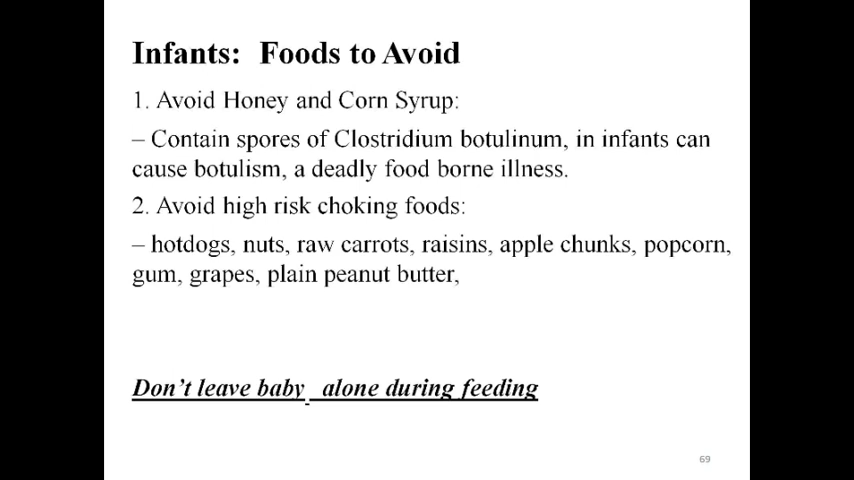 Infants: Foods to Avoid
1. Avoid Honey and Corn Syrup:
– Contain spores of Clostridium botulinum, in infants can
cause botulism, a deadly food borne illness.
2. Avoid high risk choking foods:
– hotdogs, nuts, raw carrots, raisins, apple chunks, popcorn,
gum, grapes, plain peanut butter,
Don’t leave baby alone during feeding
69